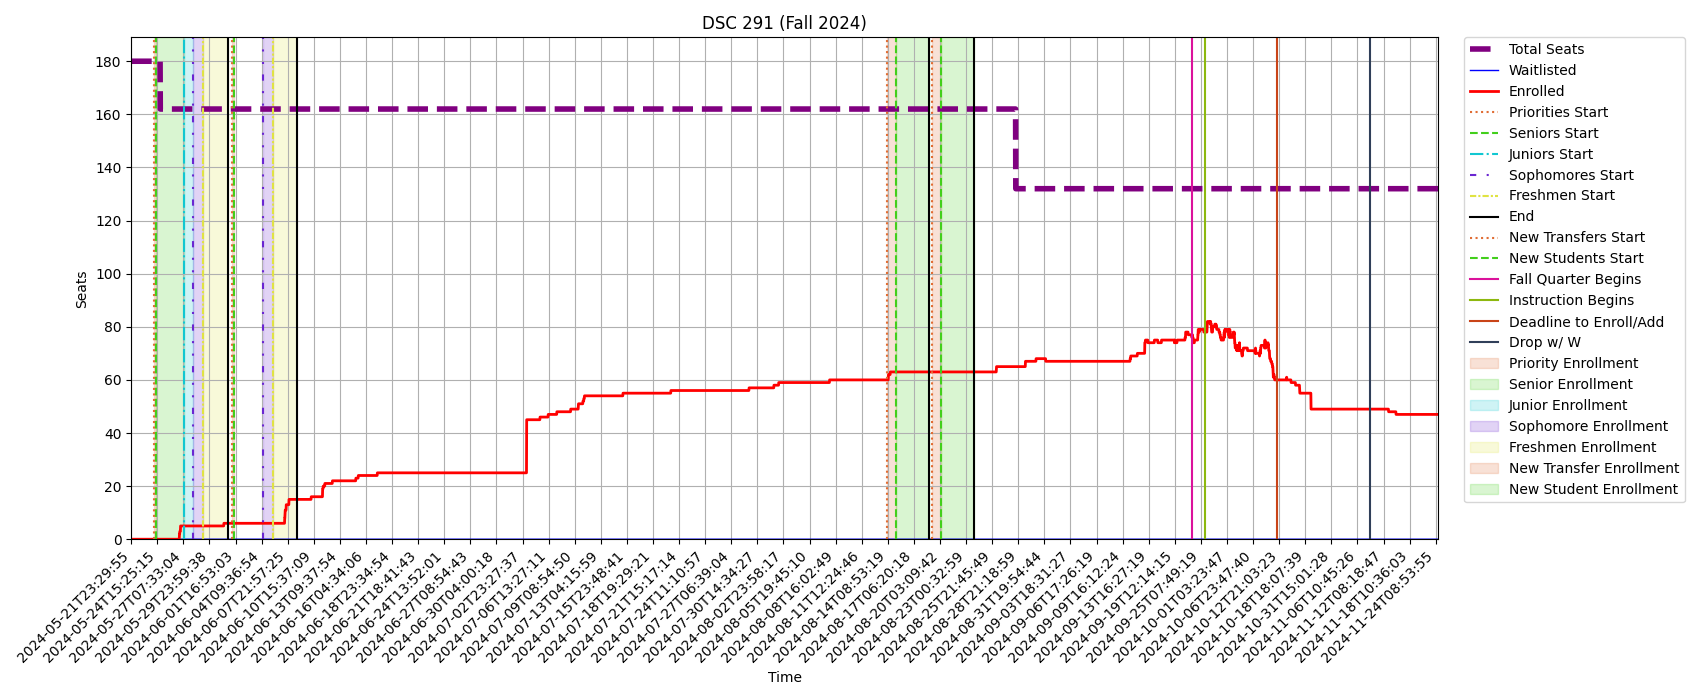 DSC 291 (Fall 2024)
Seats
180
160
140
120
100
80
60
40
20
0
2024-05-21T23:29:55
2024-05-24T15:25:15
2024-05-27T07:33:04
2024-05-29T23:59:38
2024-06-01T16:53:03
2024-06-04T09:36:54
2024-06-07T21:57:25
2024-06-10T15:37:09
2024-06-13T09:37:54
2024-06-16T04:34:06
2024-06-18T23:34:54
2024-06-21T18:41:43
2024-06-24T13:52:01
2024-06-27T08:54:43
2024-06-30T04:00:18
2024-07-02T23:27:37
2024-07-06T13:27:11
2024-07-09T08:54:50
2024-07-13T04:15:59
2024-07-15T23:48:41
2024-07-18T19:29:21
2024-07-21T15:17:14
2024-07-24T11:10:57
2024-07-27T06:39:04
2024-07-30T14:34:27
2024-08-02T23:58:17
2024-08-05T19:45:10
2024-08-08T16:02:49
2024-08-11T12:24:46
2024-08-14T08:53:19
2024-08-17T06:20:18
2024-08-20T03:09:42
2024-08-23T00:32:59
2024-08-25T21:45:49
2024-08-28T21:18:59
2024-08-31T19:54:44
2024-09-03T18:31:27
2024-09-06T17:26:19
2024-09-09T16:12:24
2024-09-13T16:27:19
2024-09-19T12:14:15
2024-09-25T07:49:19
2024-10-01T03:23:47
2024-10-06T23:47:40
2024-10-12T21:03:23
2024-10-18T18:07:39
2024-10-31T15:01:28
2024-11-06T10:45:26
2024-11-12T08:18:47
2024-11-18T10:36:03
2024-11-24T08:53:55
Time
Total Seats
Waitlisted
Enrolled
Priorities Start
Seniors Start
Juniors Start
Sophomores Start
Freshmen Start
End
New Transfers Start
New Students Start
Fall Quarter Begins
Instruction Begins
Deadline to Enroll/Add
Drop w/ W
Priority Enrollment
Senior Enrollment
Junior Enrollment
Sophomore Enrollment
Freshmen Enrollment
New Transfer Enrollment
New Student Enrollment